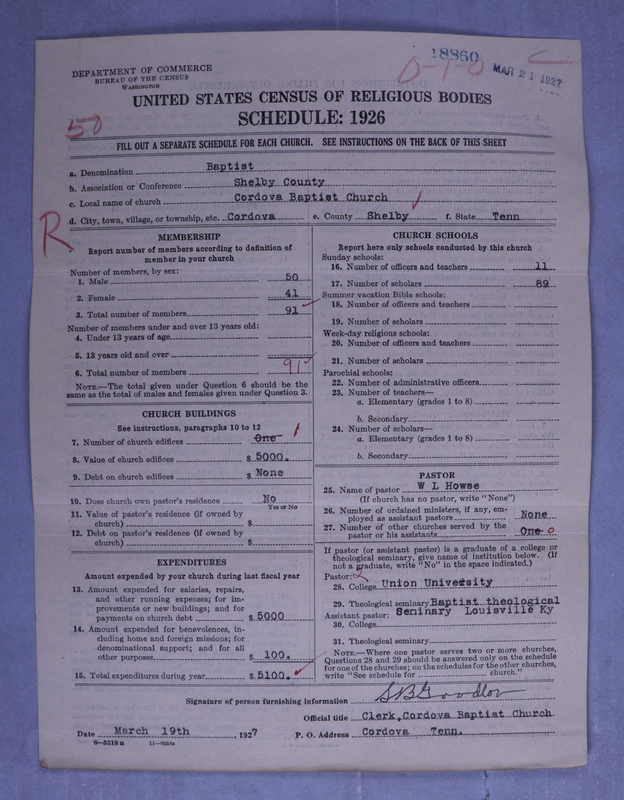 18860
0-1-0
MAR 21 1927
DEPARTMENT OF COMMERCE
BUREAU OF THE CENSUS
WASHINGTON
UNITED STATES CENSUS OF RELIGIOUS BODIES
SCHEDULE: 1926
50
FILL OUT A SEPARATE SCHEDULE FOR EACH CHURCH. SEE INSTRUCTIONS ON THE BACK OF THIS SHEET
a. Denomination Baptist
b. Association or Conference Shelby County
c. Local name of church Cordova Baptist Church
d. City, town, village, or township, etc. Cordova e. County Shelby f. State Tenn
R
MEMBERSHIP
Report number of members according to definition of
member in your church
Number of members, by sex:
1. Male 50
2. Female 41
3. Total number of members 91
Number of members under and over 13 years old:
4. Under 13 years of age
5. 13 years old and over
6. Total number of members 91
NOTE.—The total given under Question 6 should be the
same as the total of males and females given under Question 3.
CHURCH BUILDINGS
See instructions, paragraphs 10 to 12
7. Number of church edifices One 1
8. Value of church edifices $ 5000.
9. Debt on church edifices $ None
10. Does church own pastor's residence No
Yes or No
11. Value of pastor's residence (if owned by
church) $
12. Debt on pastor's residence (if owned by
church) $
EXPENDITURES
Amount expended by your church during last fiscal year
13. Amount expended for salaries, repairs,
and other running expenses; for im-
provements or new buildings; and for
payments on church debt $ 5000
14. Amount expended for benevolences, in-
cluding home and foreign missions; for
denominational support; and for all
other purposes $ 100.
15. Total expenditures during year $ 5100.
CHURCH SCHOOLS
Report here only schools conducted by this church
Sunday schools:
16. Number of officers and teachers 11
17. Number of scholars 89
Summer vacation Bible schools:
18. Number of officers and teachers
19. Number of scholars
Week-day religious schools:
20. Number of officers and teachers
21. Number of scholars
Parochial schools:
22. Number of administrative officers
23. Number of teachers—
a. Elementary (grades 1 to 8)
b. Secondary
24. Number of scholars—
a. Elementary (grades 1 to 8)
b. Secondary
PASTOR
25. Name of pastor W L Howse
(If church has no pastor, write "None")
26. Number of ordained ministers, if any, em-
ployed as assistant pastors None
27. Number of other churches served by the
pastor or his assistants One 0
If pastor (or assistant pastor) is a graduate of a college or
theological seminary, give name of institution below. (If
not a graduate, write "No" in the space indicated.)
Pastor: 2
28. College Union University
29. Theological seminary Baptist theological
Assistant pastor: Seminary Louisville Ky
30. College
31. Theological seminary
NOTE.—Where one pastor serves two or more churches,
Questions 28 and 29 should be answered only on the schedule
for one of the churches; on the schedules for the other churches,
write "See schedule for church."
Signature of person furnishing information S B Goodloe
Official title Clerk, Cordova Baptist Church
Date March 19th, 1927 P. O. Address Cordova Tenn.